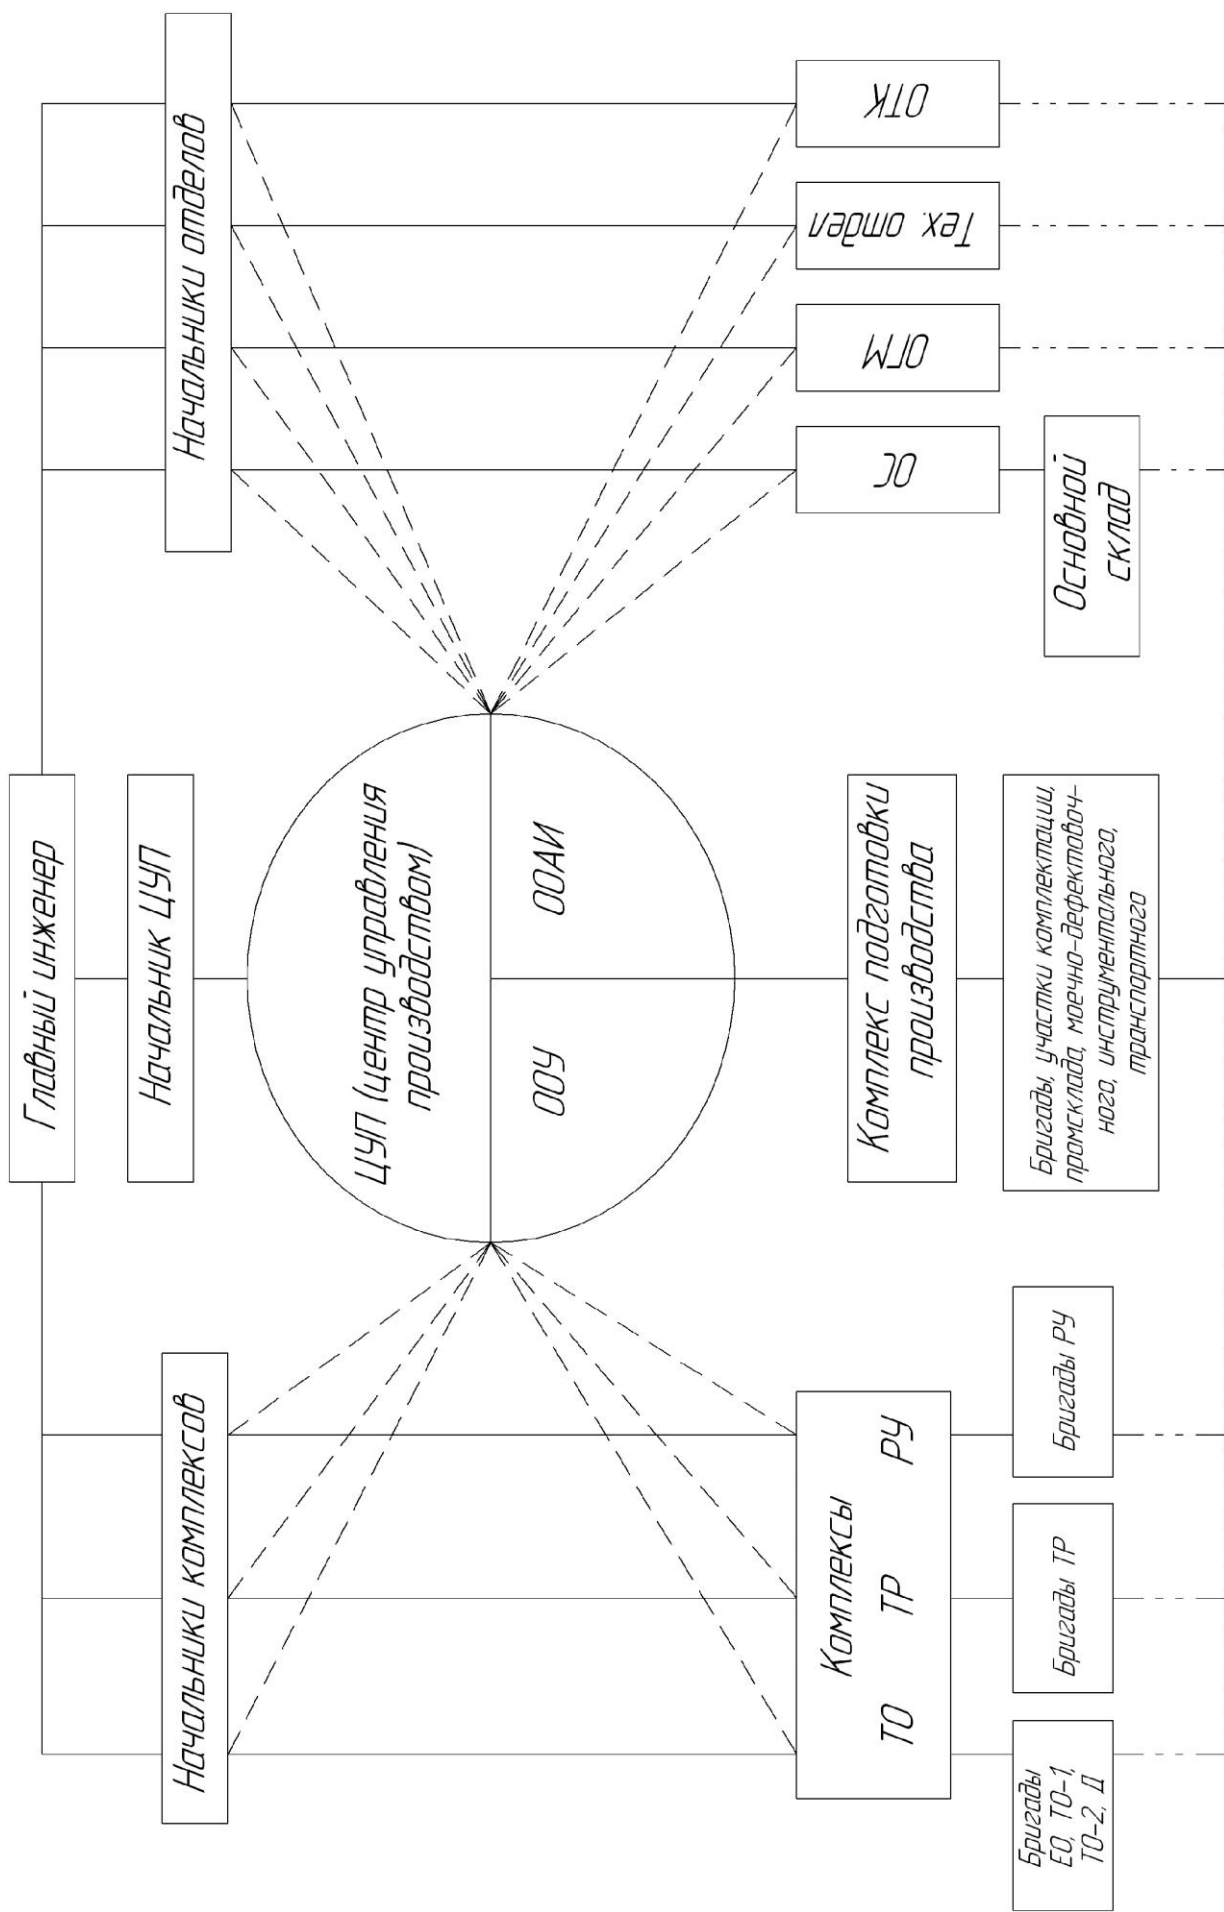 Главный инженер
Начальник ЦУП
Начальники комплексов
Начальники отделов
ЦУП (центр управления
производством)
ООУ
ООАИ
Комплексы
ТО
ТР
РУ
Комплекс подготовки
производства
ОС
ОГМ
Тех. отдел
ОТК
Бригады
ЕО, ТО-1,
ТО-2, Д
Бригады ТР
Бригады РУ
Бригады, участки комплектации,
промсклада, моечно-дефектовоч-
ного, инструментального,
транспортного
Основной
склад